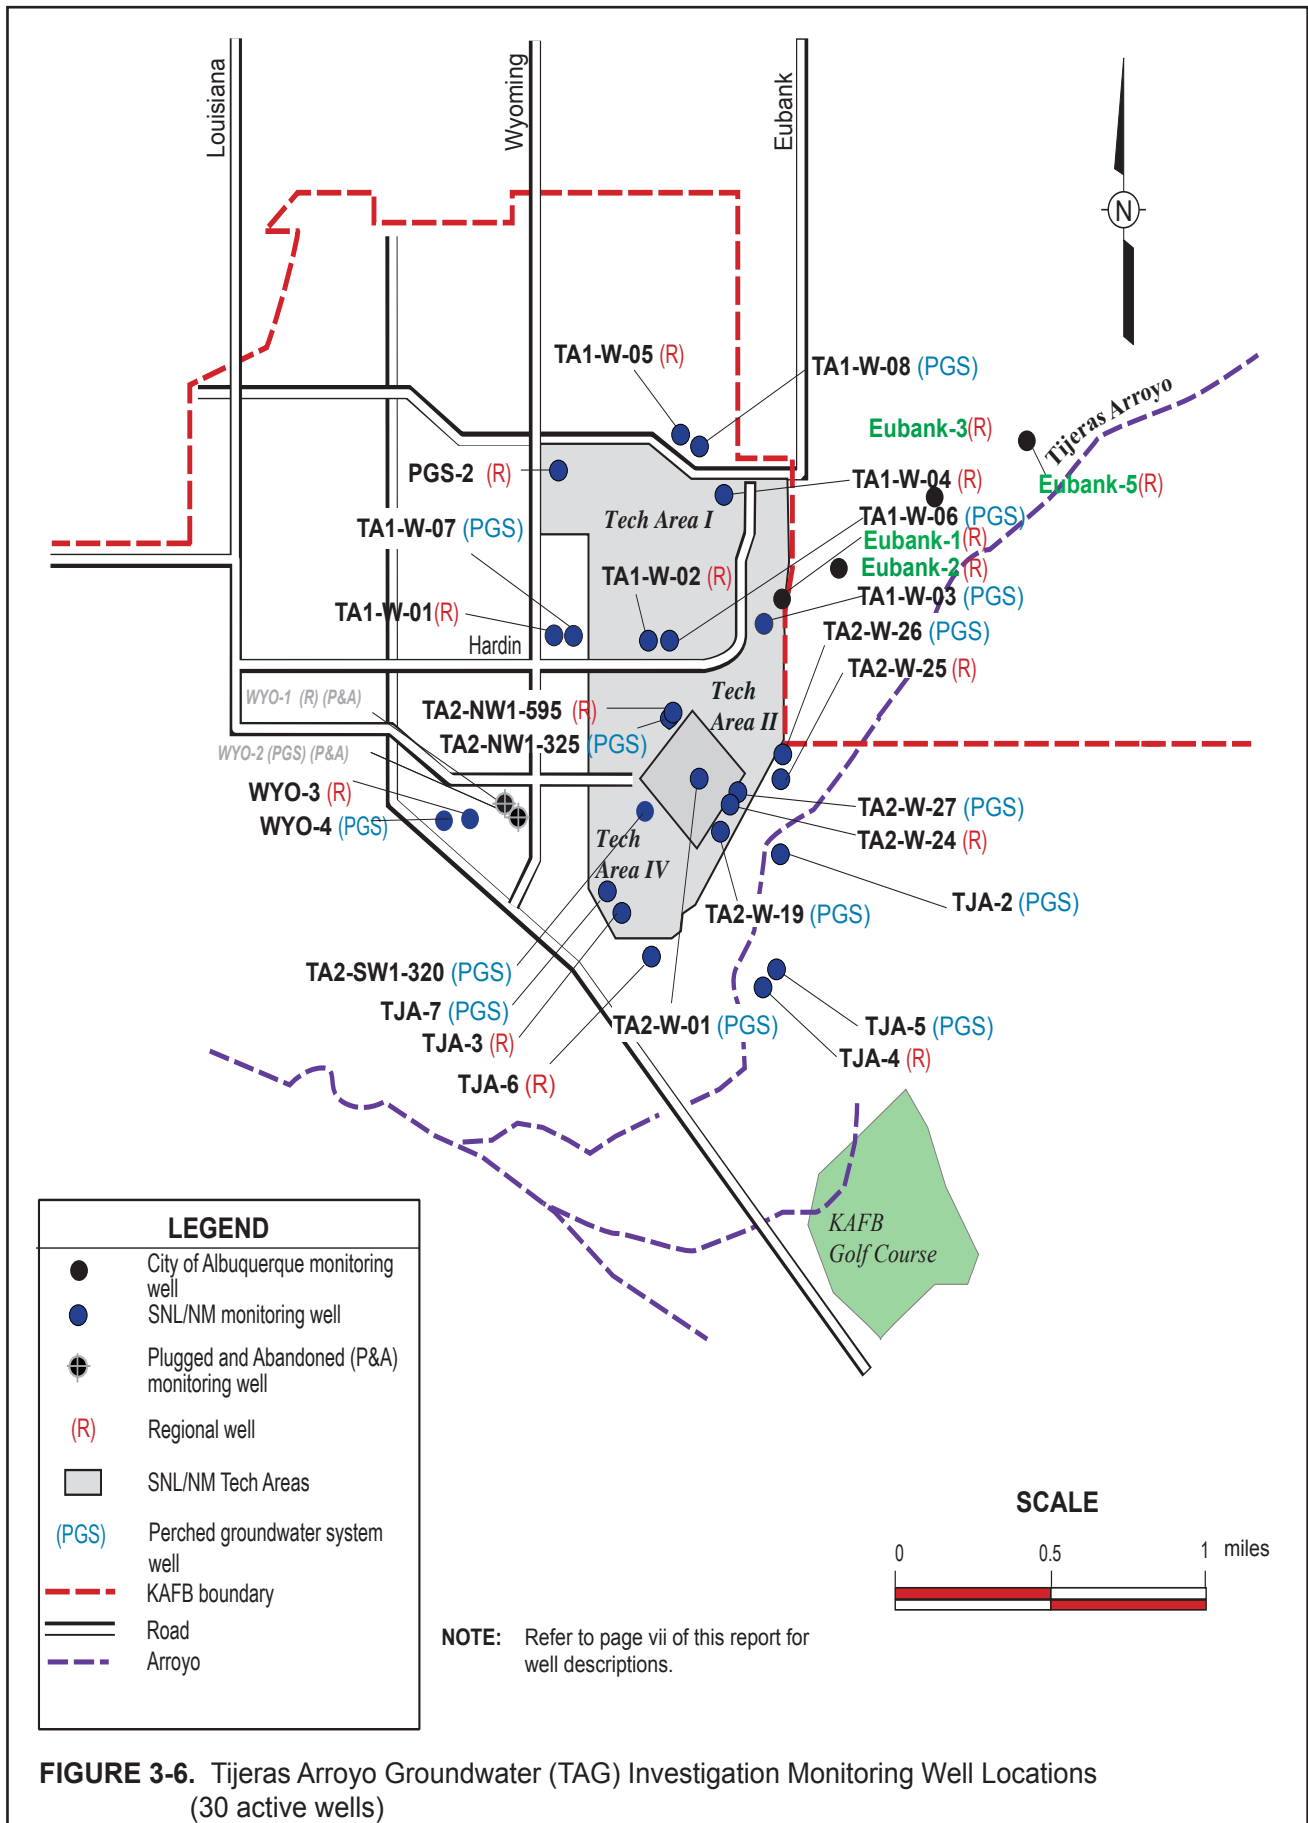 Louisiana
Wyoming
Eubank
N
TA1-W-05 (R)
TA1-W-08 (PGS)
Tijeras Arroyo
Eubank-3(R)
PGS-2 (R)
TA1-W-04 (R)
Eubank-5(R)
Tech Area I
TA1-W-06 (PGS)
TA1-W-07 (PGS)
Eubank-1(R)
Eubank-2(R)
TA1-W-02 (R)
TA1-W-03 (PGS)
TA1-W-01(R)
Hardin
TA2-W-26 (PGS)
TA2-W-25 (R)
WYO-1 (R) (P&A)
Tech
Area II
TA2-NW1-595 (R)
TA2-NW1-325 (PGS)
WYO-2 (PGS) (P&A)
WYO-3 (R)
WYO-4 (PGS)
TA2-W-27 (PGS)
TA2-W-24 (R)
Tech
Area IV
TJA-2 (PGS)
TA2-W-19 (PGS)
TA2-SW1-320 (PGS)
TJA-7 (PGS)
TA2-W-01 (PGS)
TJA-5 (PGS)
TJA-3 (R)
TJA-4 (R)
TJA-6 (R)
KAFB
Golf Course
LEGEND
City of Albuquerque monitoring
well
SNL/NM monitoring well
Plugged and Abandoned (P&A)
monitoring well
(R) Regional well
SNL/NM Tech Areas
(PGS) Perched groundwater system
well
KAFB boundary
Road
Arroyo
SCALE
0 0.5 1 miles
NOTE: Refer to page vii of this report for
well descriptions.
FIGURE 3-6. Tijeras Arroyo Groundwater (TAG) Investigation Monitoring Well Locations
(30 active wells)